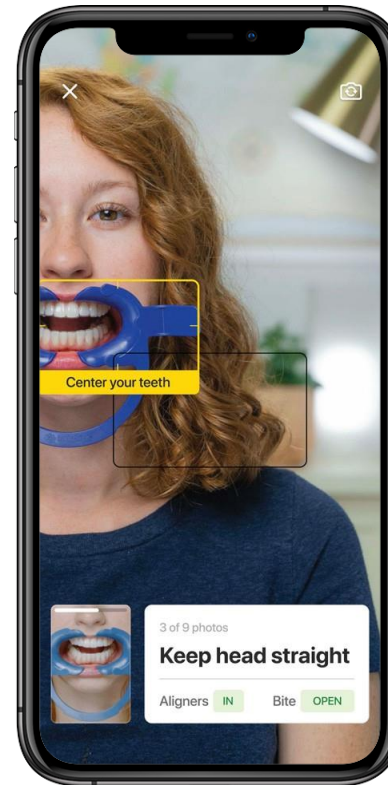 Center your teeth
3 of 9 photos
Keep head straight
Aligners IN Bite OPEN